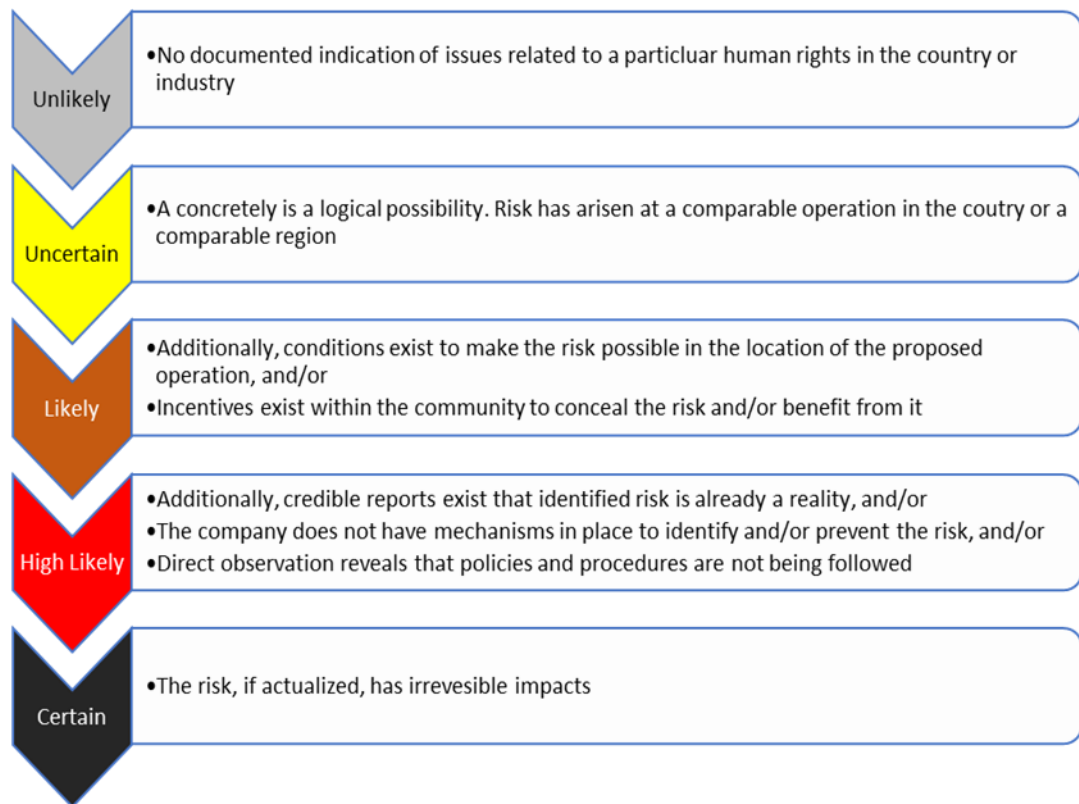 Unlikely
•No documented indication of issues related to a particluar human rights in the country or
industry
Uncertain
•A concretely is a logical possibility. Risk has arisen at a comparable operation in the coutry or a
comparable region
Likely
•Additionally, conditions exist to make the risk possible in the location of the proposed
operation, and/or
•Incentives exist within the community to conceal the risk and/or benefit from it
High Likely
•Additionally, credible reports exist that identified risk is already a reality, and/or
•The company does not have mechanisms in place to identify and/or prevent the risk, and/or
•Direct observation reveals that policies and procedures are not being followed
Certain
•The risk, if actualized, has irrevesible impacts